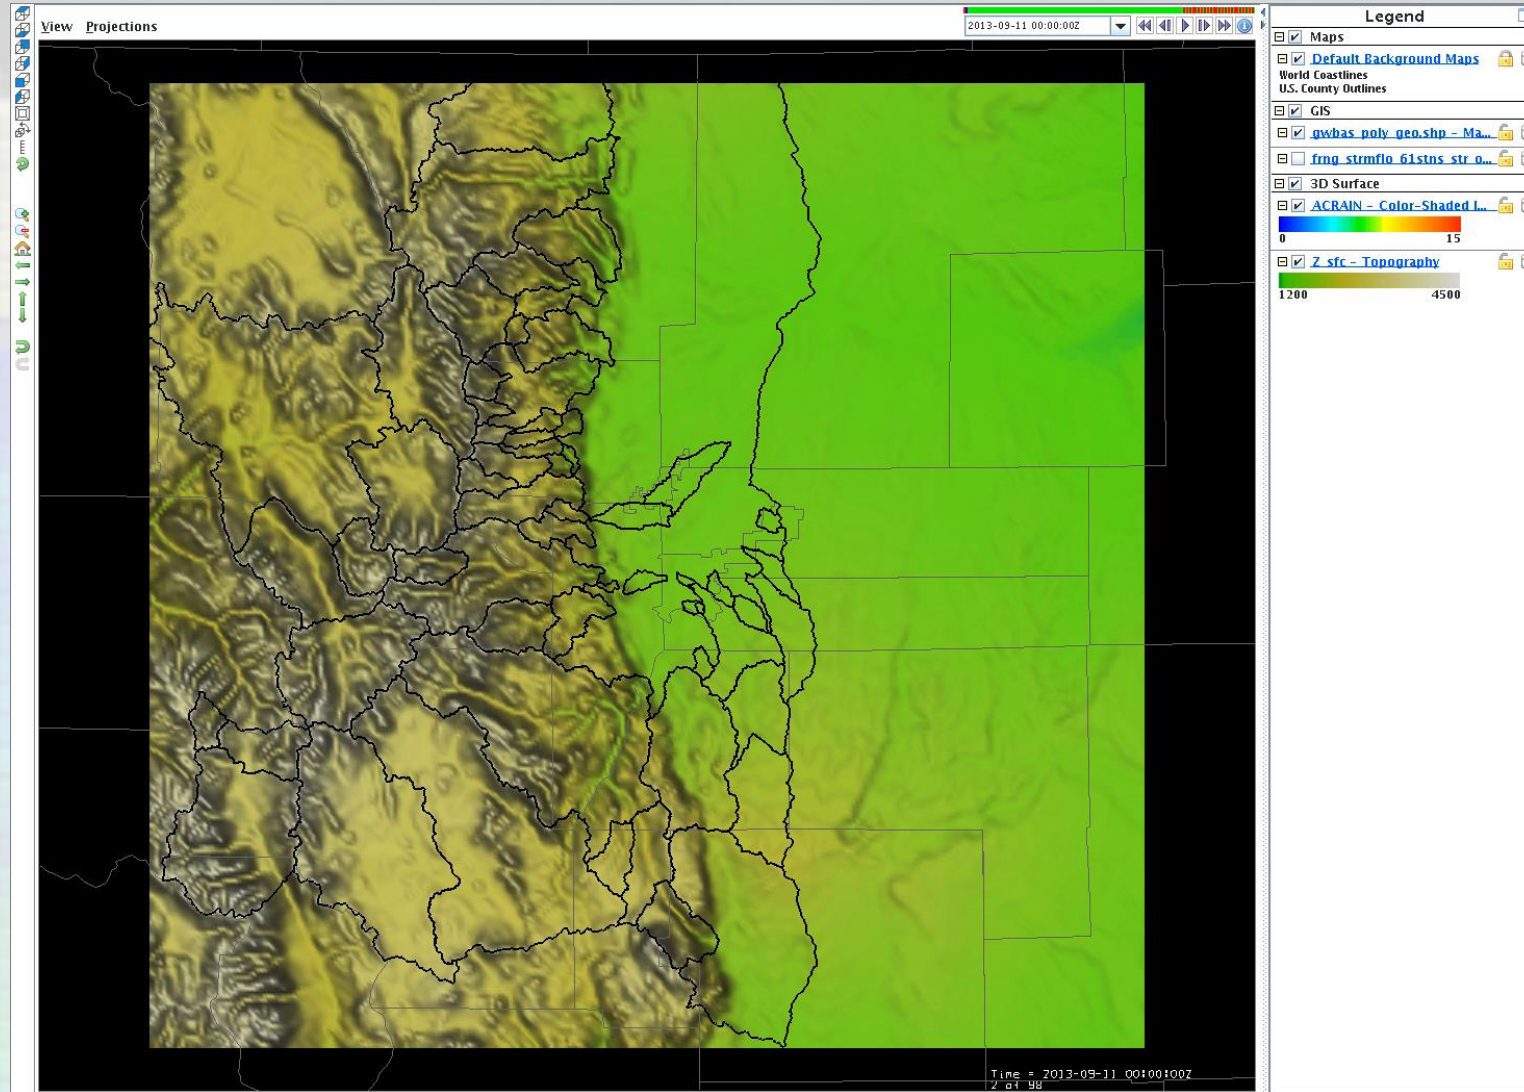 View Projections
2013-09-11 00:00:00Z
Legend
Maps
Default Background Maps
World Coastlines
U.S. County Outlines
GIS
gwbas_poly_geo.shp - Ma...
frng_strmflo_61stns_str_o...
3D Surface
ACRAIN - Color-Shaded I...
0 15
Z_sfc - Topography
1200 4500
Time = 2013-09-11 00:00:00Z
2 of 98